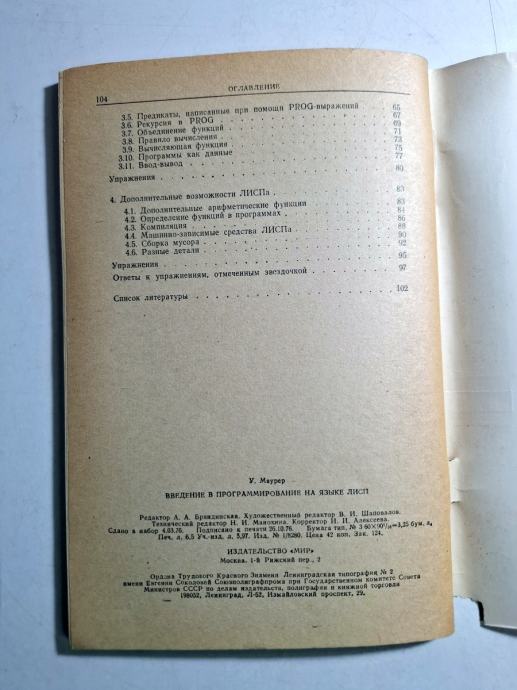 104
ОГЛАВЛЕНИЕ
3.5. Предикаты, написанные при помощи PROG-выражений 65
3.6. Рекурсия в PROG 67
3.7. Объединение функций 69
3.8. Правило вычисления 71
3.9. Вычисляющая функция 73
3.10. Программы как данные 75
3.11. Ввод-вывод 77
Упражнения 80
4. Дополнительные возможности ЛИСПа 83
4.1. Дополнительные арифметические функции 83
4.2. Определение функций в программах 84
4.3. Компиляция 86
4.4. Машинно-зависимые средства ЛИСПа 88
4.5. Сборка мусора 90
4.6. Разные детали 92
Упражнения 95
Ответы к упражнениям, отмеченным звездочкой 97
Список литературы 102
У. Маурер
ВВЕДЕНИЕ В ПРОГРАММИРОВАНИЕ НА ЯЗЫКЕ ЛИСП
Редактор А. А. Бряндинская. Художественный редактор В. И. Шаповалов.
Технический редактор Н. И. Манохина. Корректор И. И. Алексеева.
Сдано в набор 4.03.76. Подписано к печати 26.10.76. Бумага тип. № 3 60×90¹/₁₆=3,25 бум. л.
Печ. л. 6,5 Уч.-изд. л. 5,97. Изд. № 1/8280. Цена 42 коп. Зак. 124.
ИЗДАТЕЛЬСТВО «МИР»
Москва, 1-й Рижский пер., 2
Ордена Трудового Красного Знамени Ленинградская типография № 2
имени Евгении Соколовой Союзполиграфпрома при Государственном комитете Совета
Министров СССР по делам издательств, полиграфии и книжной торговли
198052, Ленинград, Л-52, Измайловский проспект, 29.